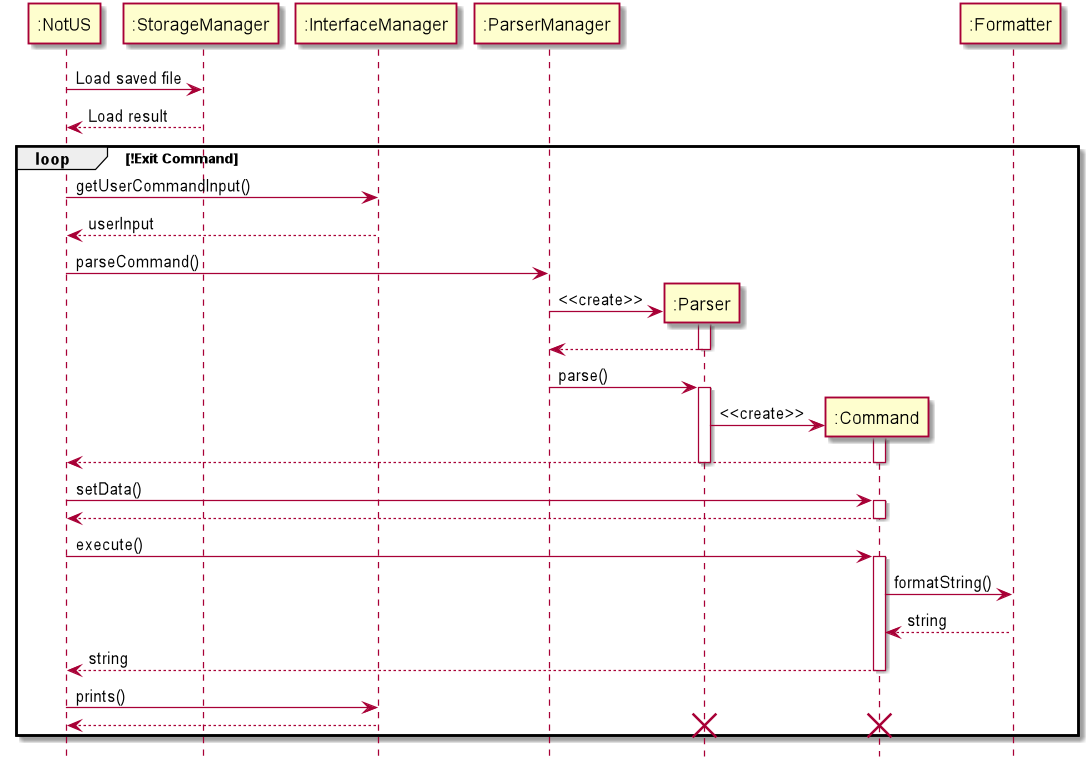 :NotUS :StorageManager :InterfaceManager :ParserManager :Formatter
Load saved file
Load result
loop [!Exit Command]
getUserCommandInput()
userInput
parseCommand()
<<create>> :Parser
parse()
<<create>> :Command
setData()
execute()
formatString()
string
string
prints()